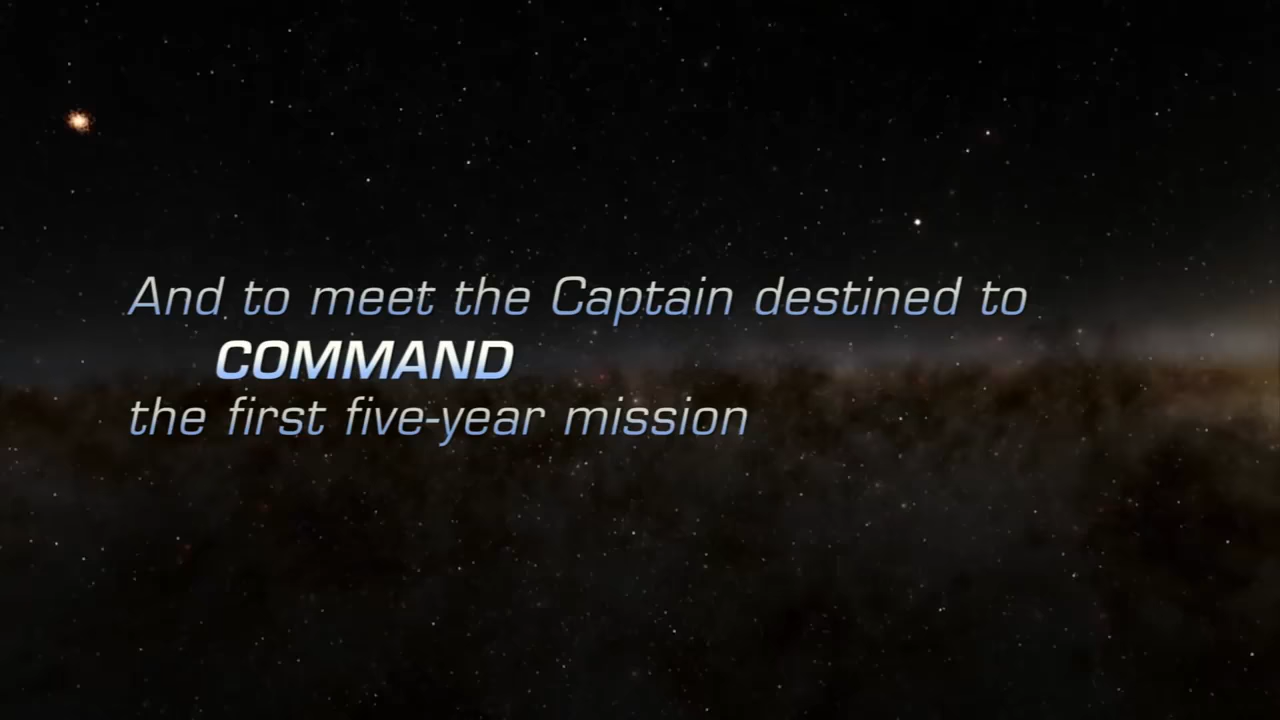 And to meet the Captain destined to
COMMAND
the first five-year mission